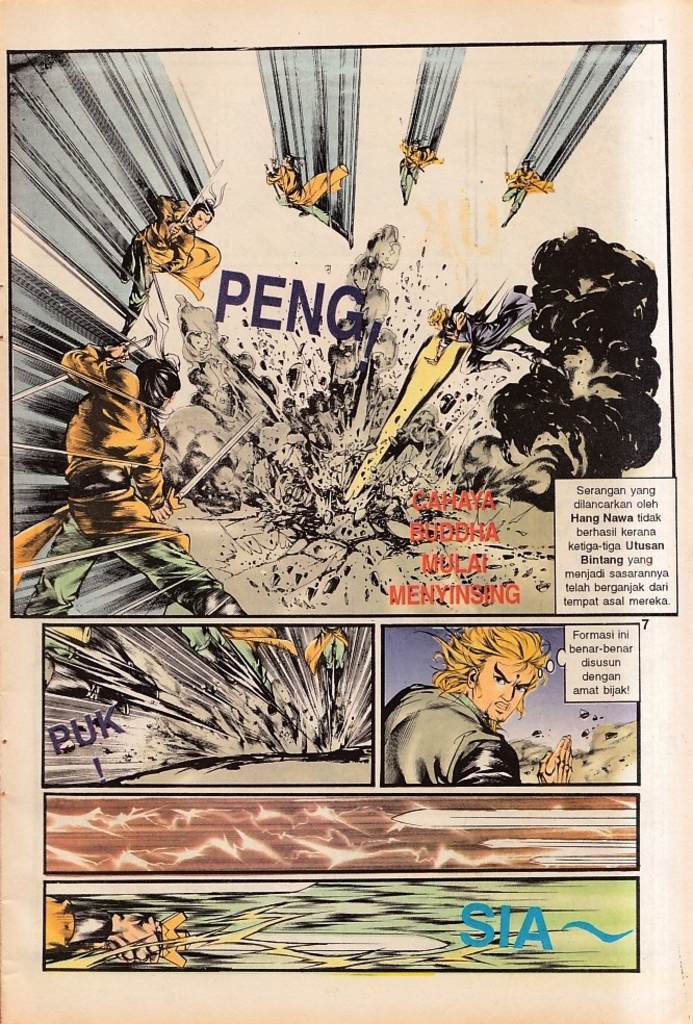 PENG!
CAHAYA
BUDDHA
MULAI
MENYINSING
Serangan yang
dilancarkan oleh
Hang Nawa tidak
berhasil kerana
ketiga-tiga Utusan
Bintang yang
menjadi sasarannya
telah berganjak dari
tempat asal mereka.
7
PUK
!
Formasi ini
benar-benar
disusun
dengan
amat bijak!
SIA~